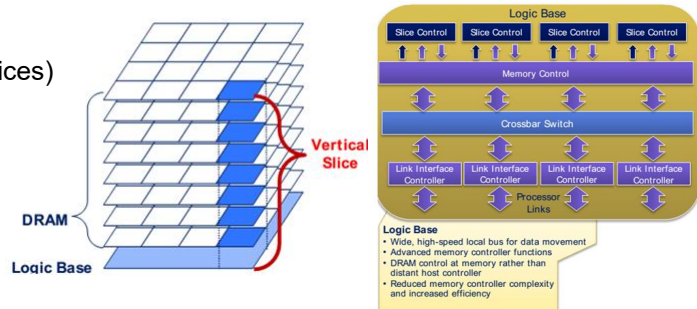 ices)
DRAM
Logic Base
Vertical
Slice
Logic Base
Slice Control Slice Control Slice Control Slice Control
Memory Control
Crossbar Switch
Link Interface Controller
Link Interface Controller
Link Interface Controller
Link Interface Controller
Processor
Links
Logic Base
• Wide, high-speed local bus for data movement
• Advanced memory controller functions
• DRAM control at memory rather than
distant host controller
• Reduced memory controller complexity
and increased efficiency